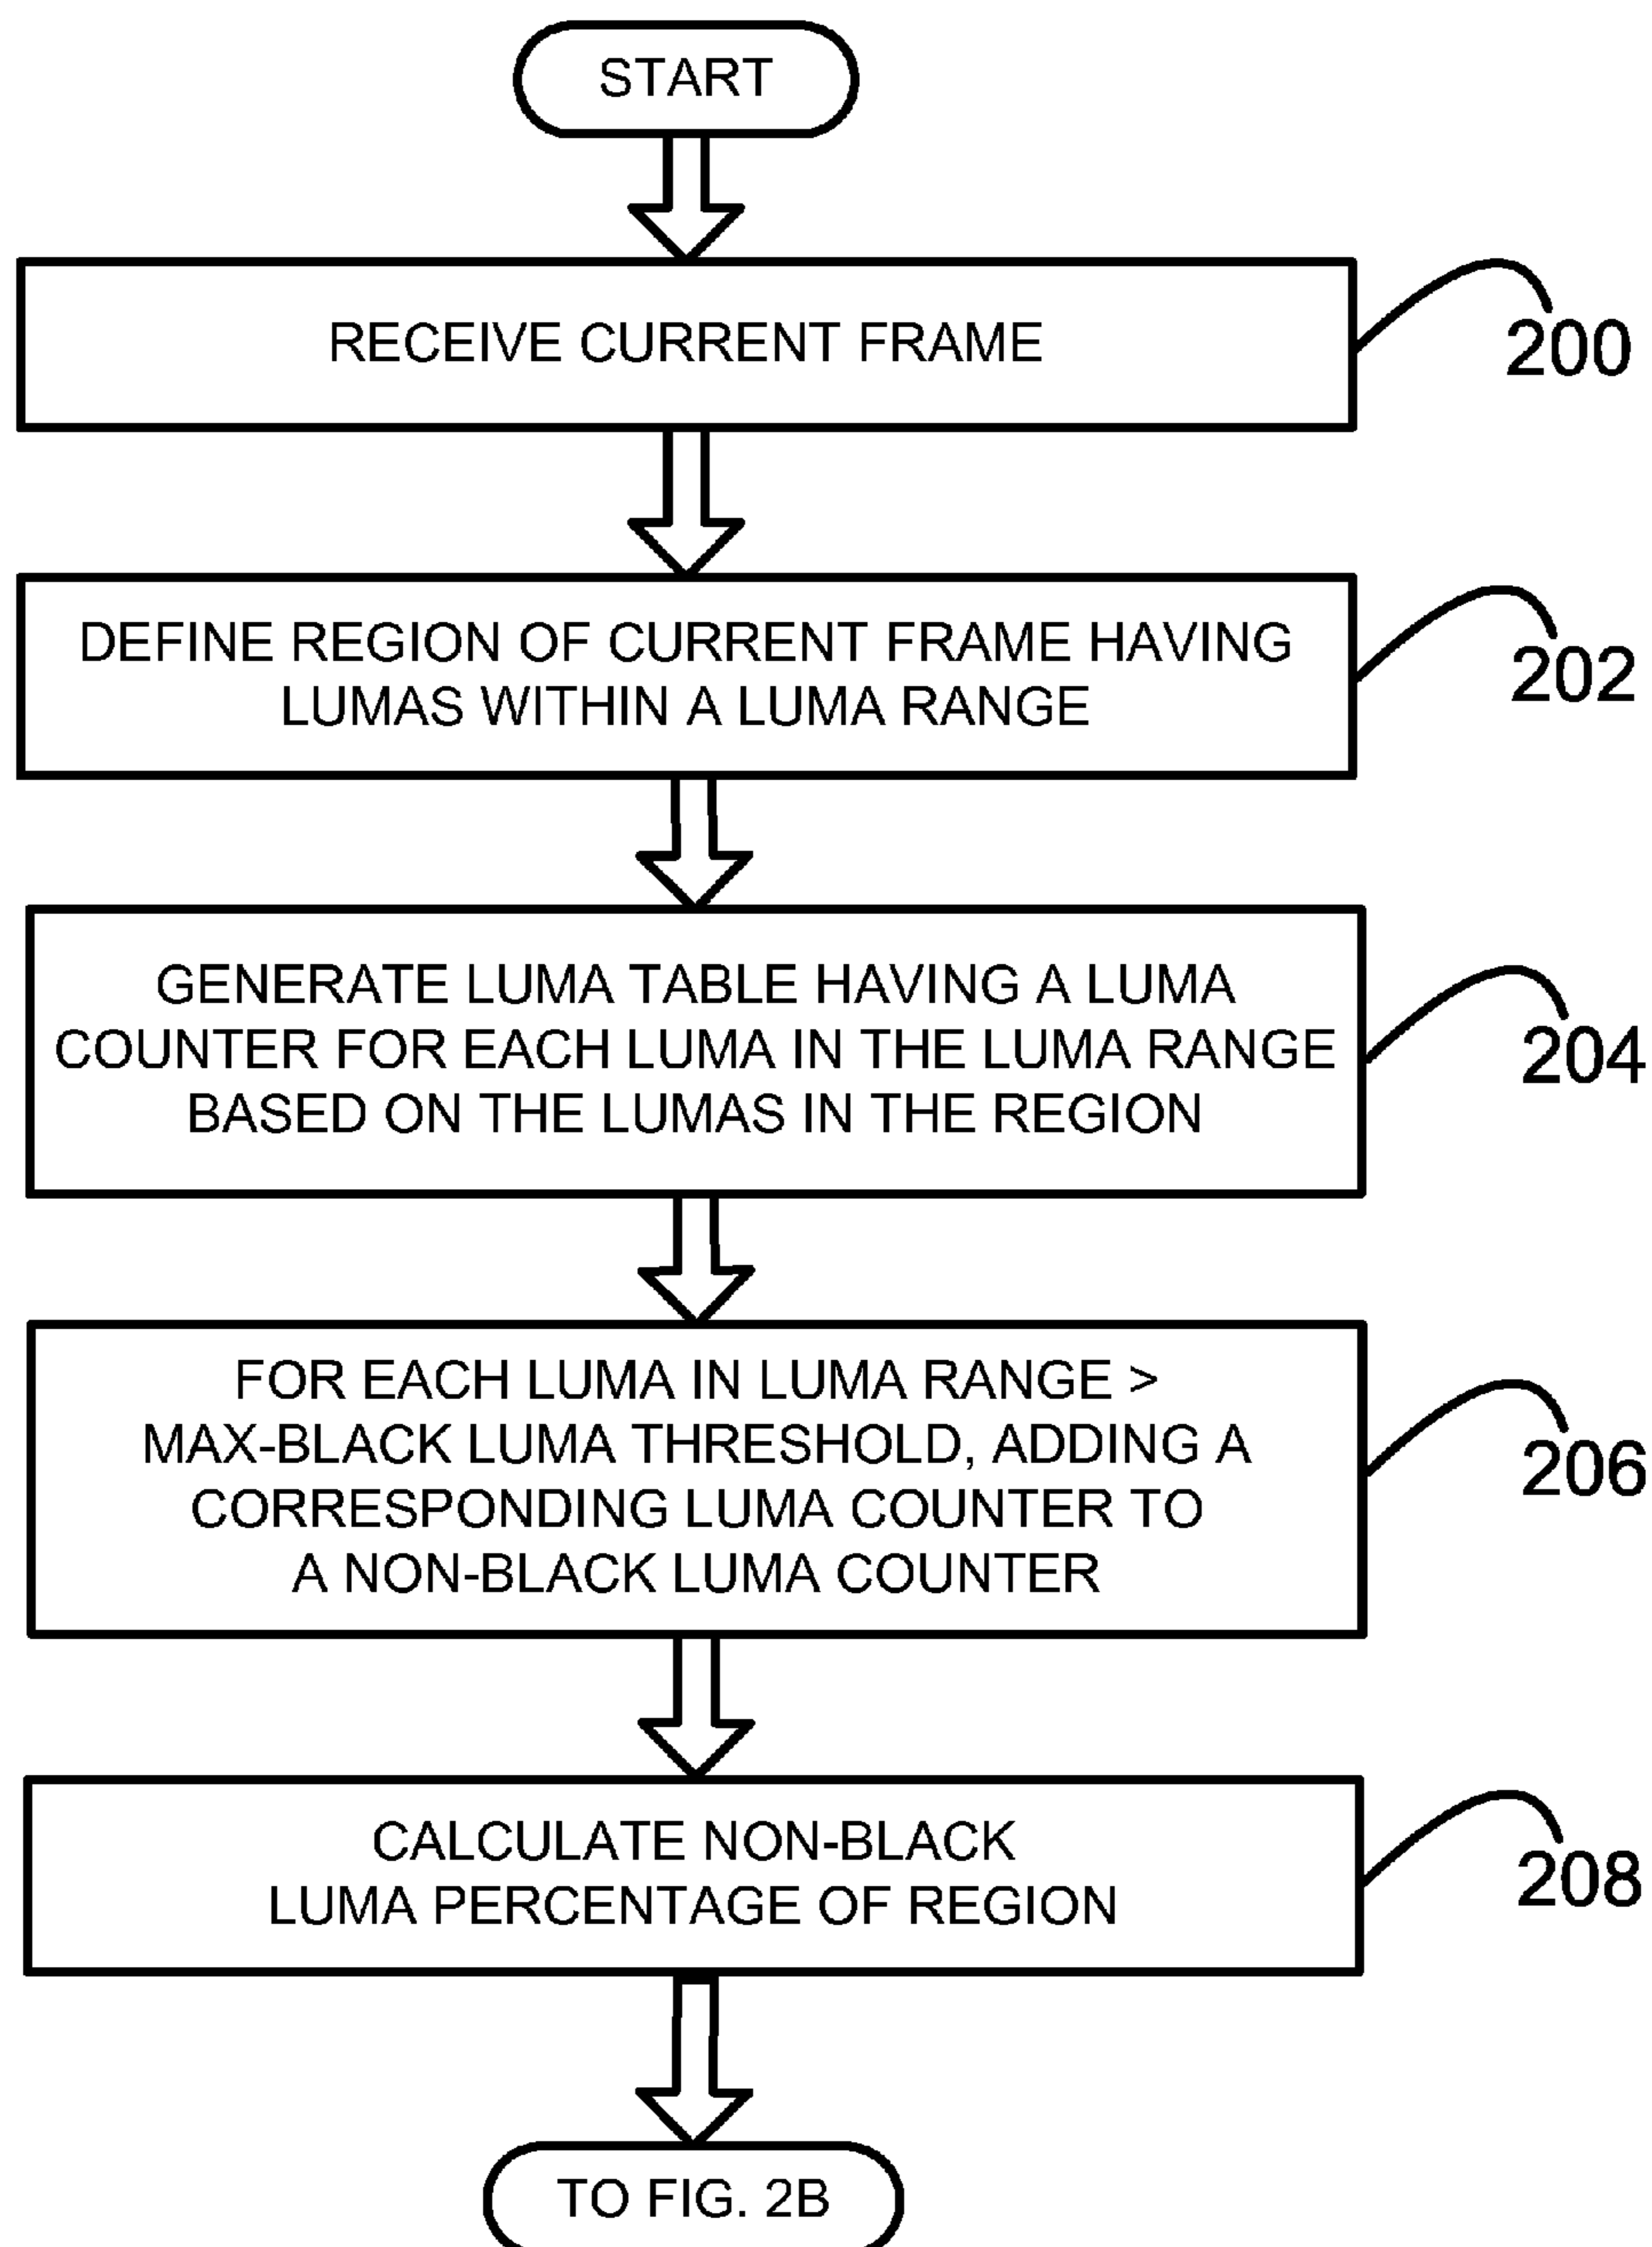 START
RECEIVE CURRENT FRAME
200
DEFINE REGION OF CURRENT FRAME HAVING
LUMAS WITHIN A LUMA RANGE
202
GENERATE LUMA TABLE HAVING A LUMA
COUNTER FOR EACH LUMA IN THE LUMA RANGE
BASED ON THE LUMAS IN THE REGION
204
FOR EACH LUMA IN LUMA RANGE >
MAX-BLACK LUMA THRESHOLD, ADDING A
CORRESPONDING LUMA COUNTER TO
A NON-BLACK LUMA COUNTER
206
CALCULATE NON-BLACK
LUMA PERCENTAGE OF REGION
208
TO FIG. 2B